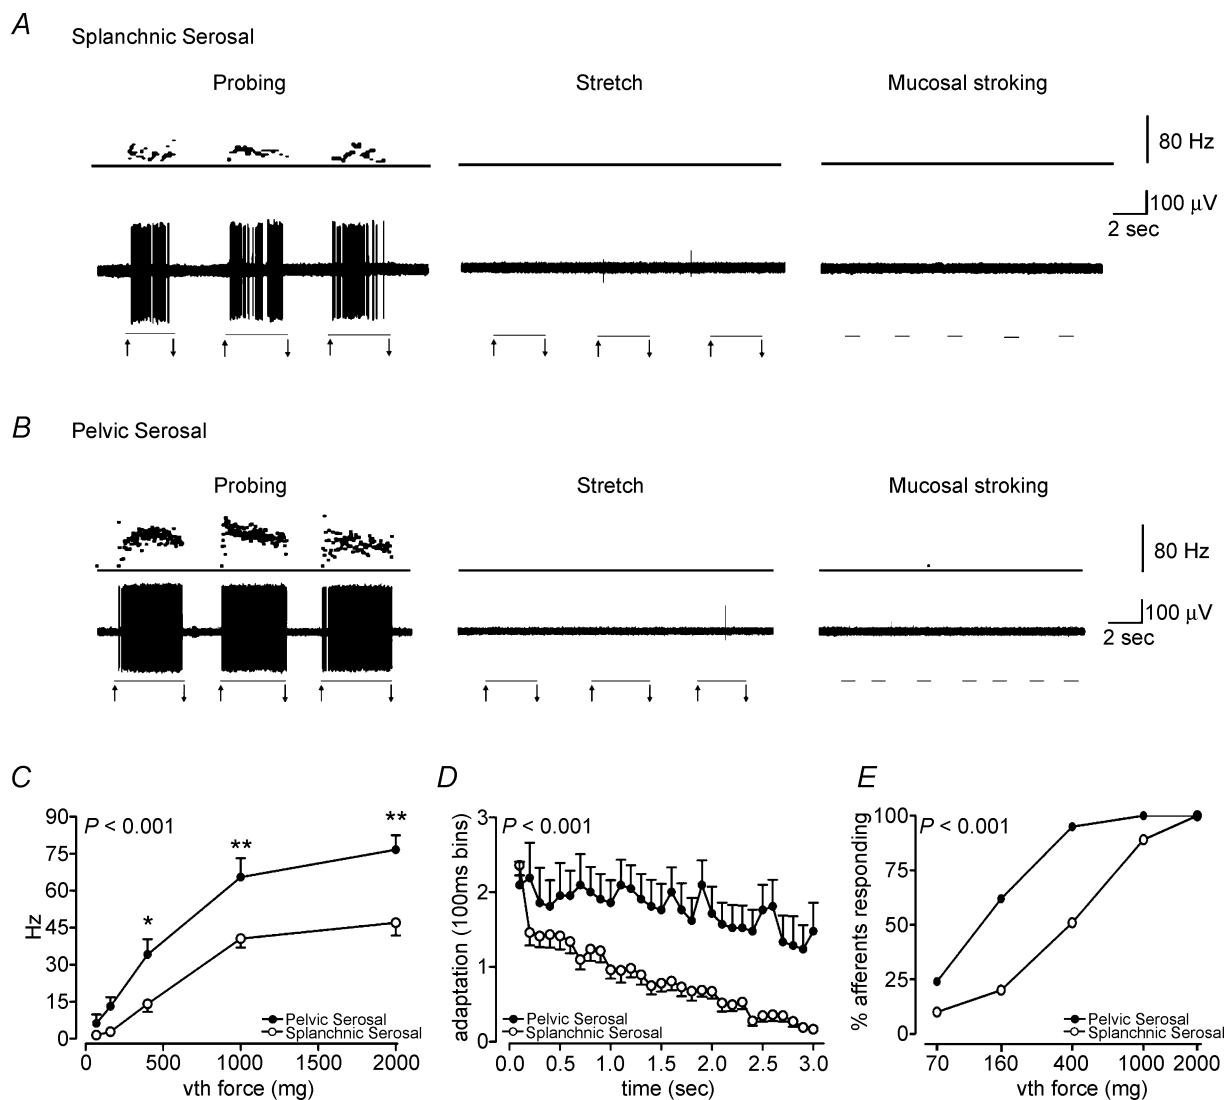 A
Splanchnic Serosal
Probing
Stretch
Mucosal stroking
80 Hz
100 μV
2 sec
B
Pelvic Serosal
Probing
Stretch
Mucosal stroking
80 Hz
100 μV
2 sec
C
P < 0.001
*
**
**
Hz
90
75
60
45
30
15
0
Pelvic Serosal
Splanchnic Serosal
0 500 1000 1500 2000
vth force (mg)
D
P < 0.001
adaptation (100ms bins)
3
2
1
0
Pelvic Serosal
Splanchnic Serosal
0.0 0.5 1.0 1.5 2.0 2.5 3.0
time (sec)
E
P < 0.001
% afferents responding
100
75
50
25
0
Pelvic Serosal
Splanchnic Serosal
70 160 400 1000 2000
vth force (mg)